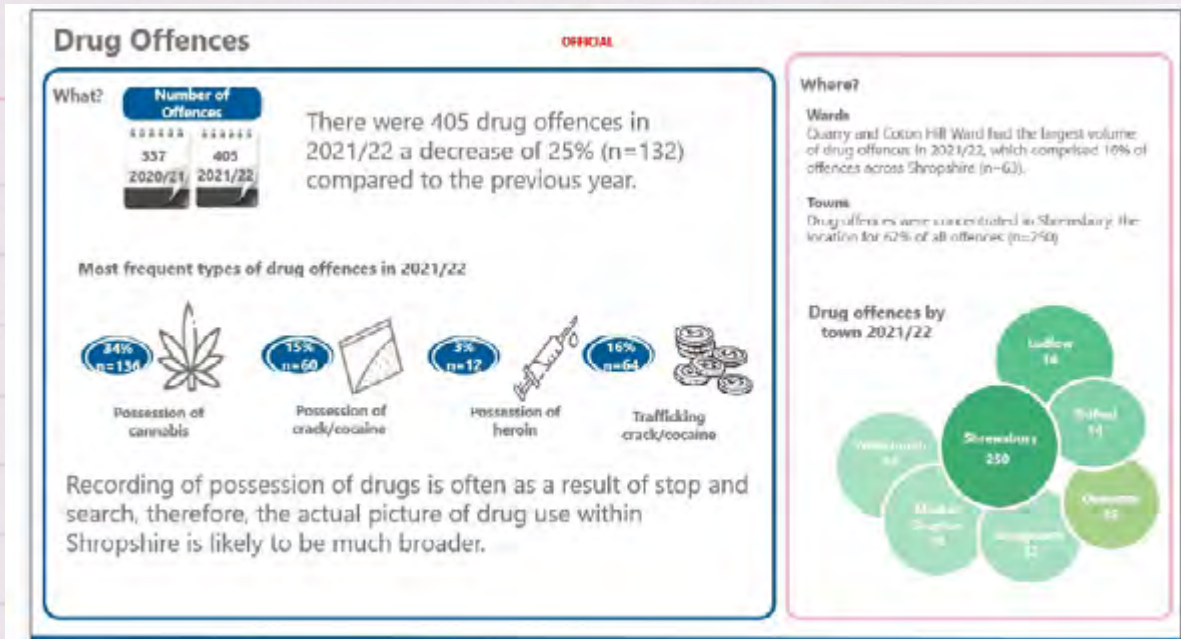 Drug Offences
OFFICIAL
What?
Number of
Offences
537
405
2020/21
2021/22
There were 405 drug offences in
2021/22 a decrease of 25% (n=132)
compared to the previous year.
Most frequent types of drug offences in 2021/22
34%
n=136
Possession of
cannabis
15%
n=60
Possession of
crack/cocaine
3%
n=12
Possession of
heroin
16%
n=64
Trafficking
crack/cocaine
Recording of possession of drugs is often as a result of stop and
search, therefore, the actual picture of drug use within
Shropshire is likely to be much broader.
Where?
Wards
Quarry and Coton Hill Ward had the largest volume
of drug offences in 2021/22, which comprised 16% of
offences across Shropshire (n=63).
Towns
Drug offences were concentrated in Shrewsbury, the
location for 62% of all offences (n=250)
Drug offences by
town 2021/22
Ludlow
Shrewsbury
250